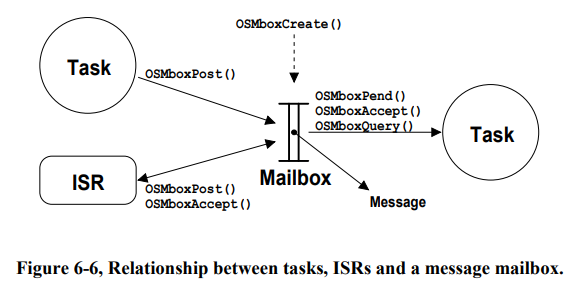 OSMboxCreate()
Task
OSMboxPost()
OSMboxPend()
OSMboxAccept()
OSMboxQuery()
Task
ISR
OSMboxPost()
OSMboxAccept()
Mailbox
Message
Figure 6-6, Relationship between tasks, ISRs and a message mailbox.